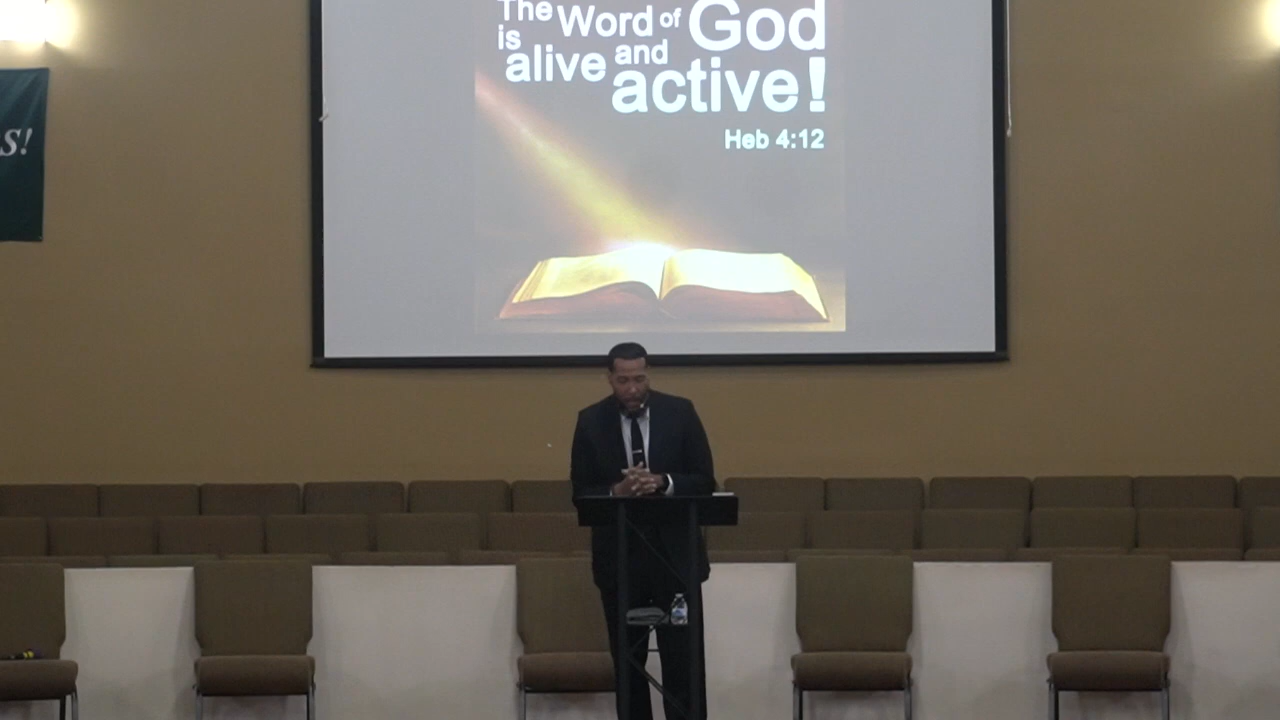 The Word of God
is alive and
active!
Heb 4:12
S!